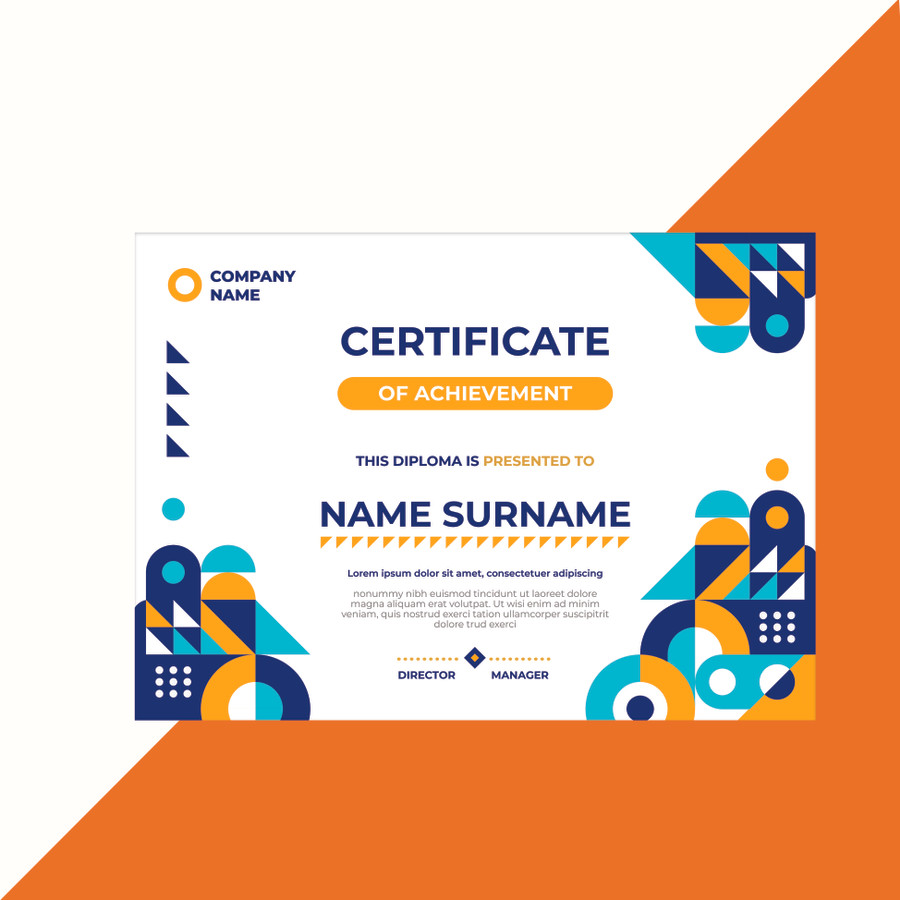 COMPANY
NAME
CERTIFICATE
OF ACHIEVEMENT
THIS DIPLOMA IS PRESENTED TO
NAME SURNAME
Lorem ipsum dolor sit amet, consectetuer adipiscing
nonummy nibh euismod tincidunt ut laoreet dolore
magna aliquam erat volutpat. Ut wisi enim ad minim
veniam, quis nostrud exerci tation ullamcorper suscipitrit
dolore trud exerci
DIRECTOR MANAGER